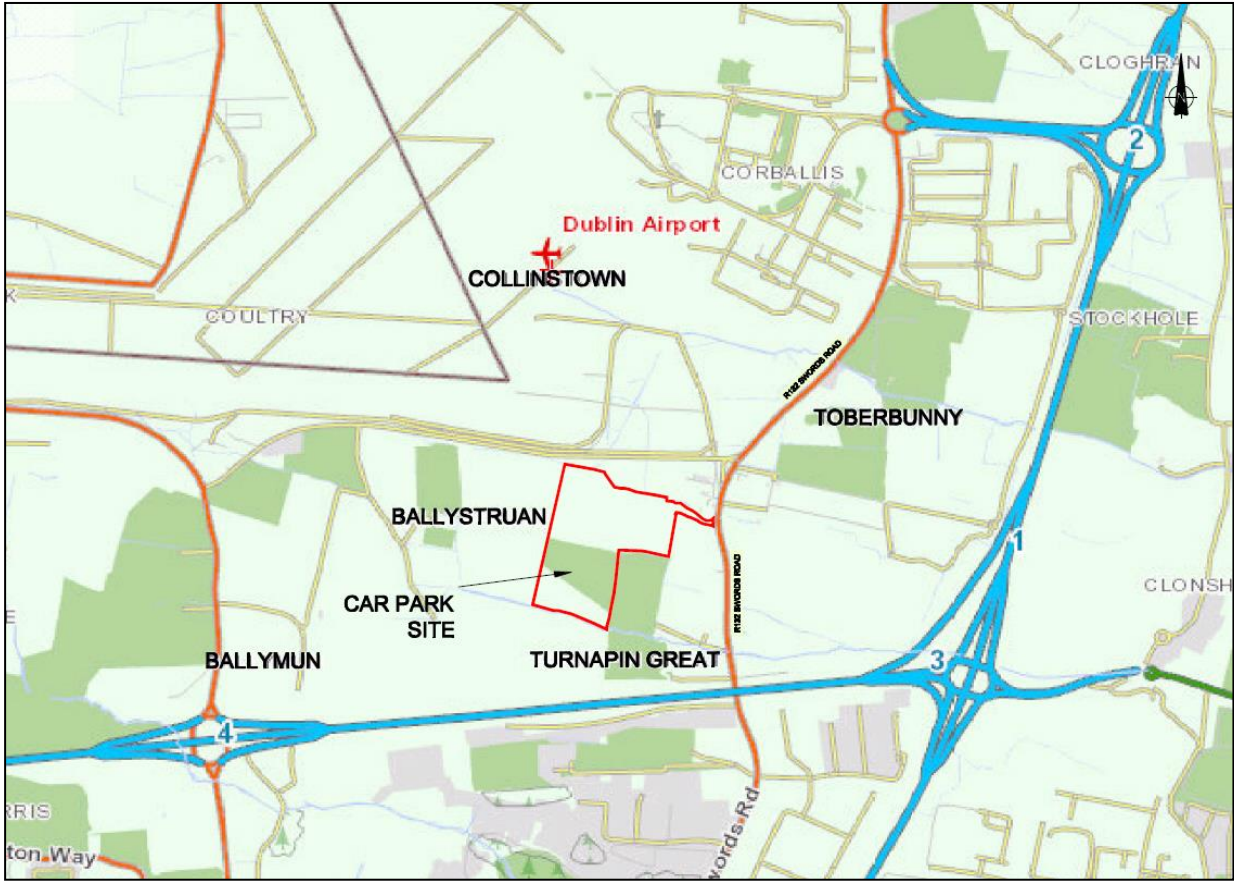 CLOGHRAN
N
2
CORBALLIS
Dublin Airport
COLLINSTOWN
K
COULTRY
STOCKHOLE
R132 SWORDS ROAD
TOBERBUNNY
BALLYSTRUAN
1
R132 SWORDS ROAD
CLONSH
CAR PARK
SITE
E
BALLYMUN
TURNAPIN GREAT
3
4
RRIS
words Rd
ton Way